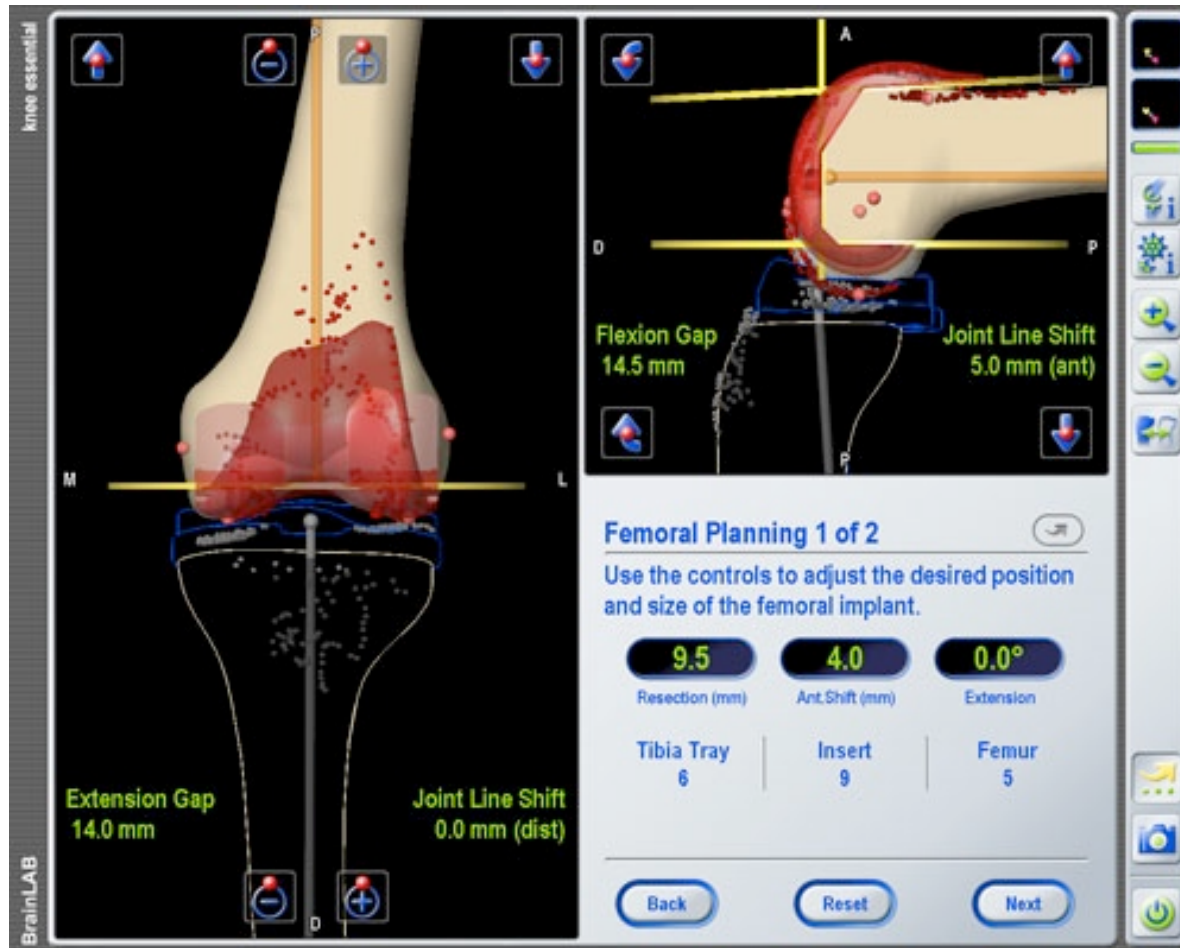 knee essential
BrainLAB
P
M
L
D
Extension Gap
14.0 mm
Joint Line Shift
0.0 mm (dist)
A
D
P
P
Flexion Gap
14.5 mm
Joint Line Shift
5.0 mm (ant)
Femoral Planning 1 of 2
Use the controls to adjust the desired position
and size of the femoral implant.
9.5
4.0
0.0°
Resection (mm)
Ant.Shift (mm)
Extension
Tibia Tray
Insert
Femur
6
9
5
Back
Reset
Next